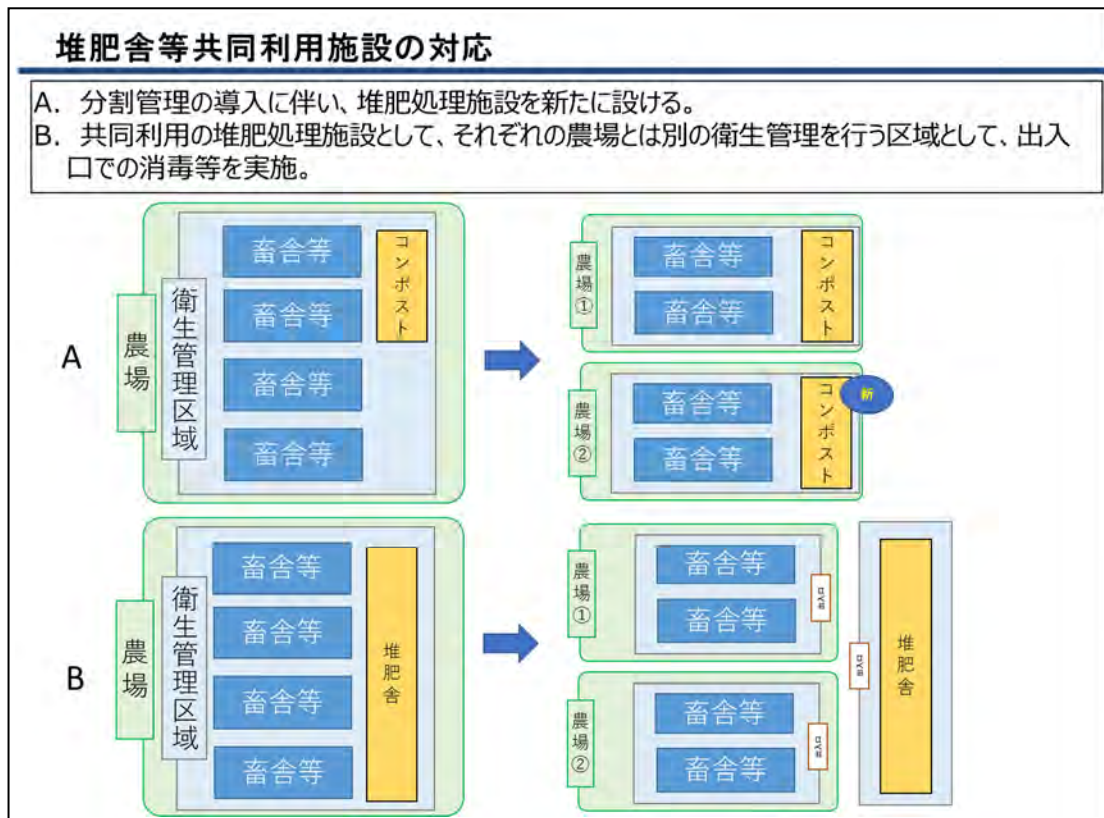 堆肥舎等共同利用施設の対応
A. 分割管理の導入に伴い、堆肥処理施設を新たに設ける。
B. 共同利用の堆肥処理施設として、それぞれの農場とは別の衛生管理を行う区域として、出入
口での消毒等を実施。
A
農場
衛生管理区域
畜舎等
畜舎等
畜舎等
畜舎等
コンポスト
農場①
畜舎等
畜舎等
コンポスト
農場②
畜舎等
畜舎等
コンポスト
新
B
農場
衛生管理区域
畜舎等
畜舎等
畜舎等
畜舎等
堆肥舎
農場①
畜舎等
畜舎等
出入口
農場②
畜舎等
畜舎等
出入口
出入口
堆肥舎